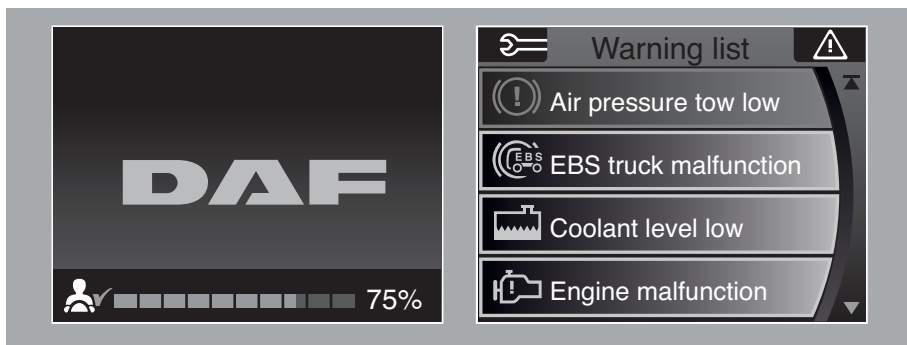 DAF
75%
Warning list
Air pressure tow low
EBS
EBS truck malfunction
Coolant level low
Engine malfunction